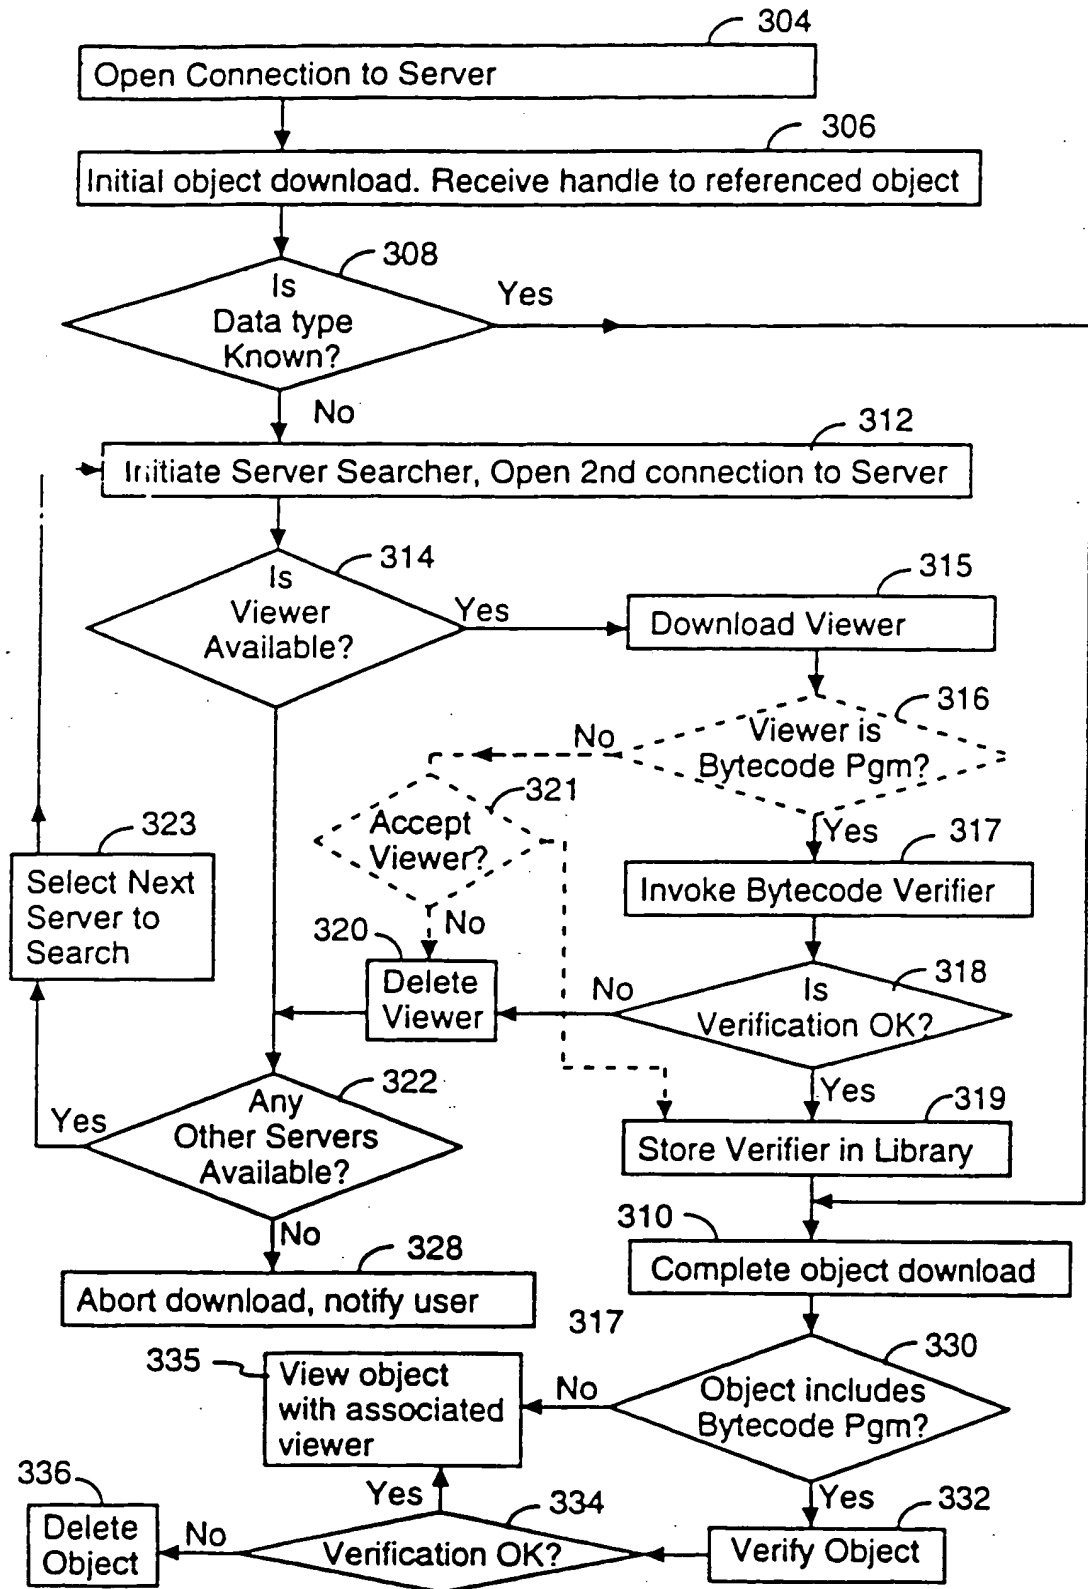 304
Open Connection to Server
306
Initial object download. Receive handle to referenced object
308
Is
Data type
Known?
Yes
No
312
Initiate Server Searcher, Open 2nd connection to Server
314
Is
Viewer
Available?
Yes
315
Download Viewer
316
Viewer is
Bytecode Pgm?
No
321
Accept
Viewer?
Yes
317
Invoke Bytecode Verifier
323
Select Next
Server to
Search
No
320
Delete
Viewer
No
318
Is
Verification OK?
Yes
322
Any
Other Servers
Available?
Yes
319
Store Verifier in Library
No
310
Complete object download
328
Abort download, notify user
317
330
Object includes
Bytecode Pgm?
No
335
View object
with associated
viewer
Yes
332
Verify Object
334
Verification OK?
Yes
No
336
Delete
Object